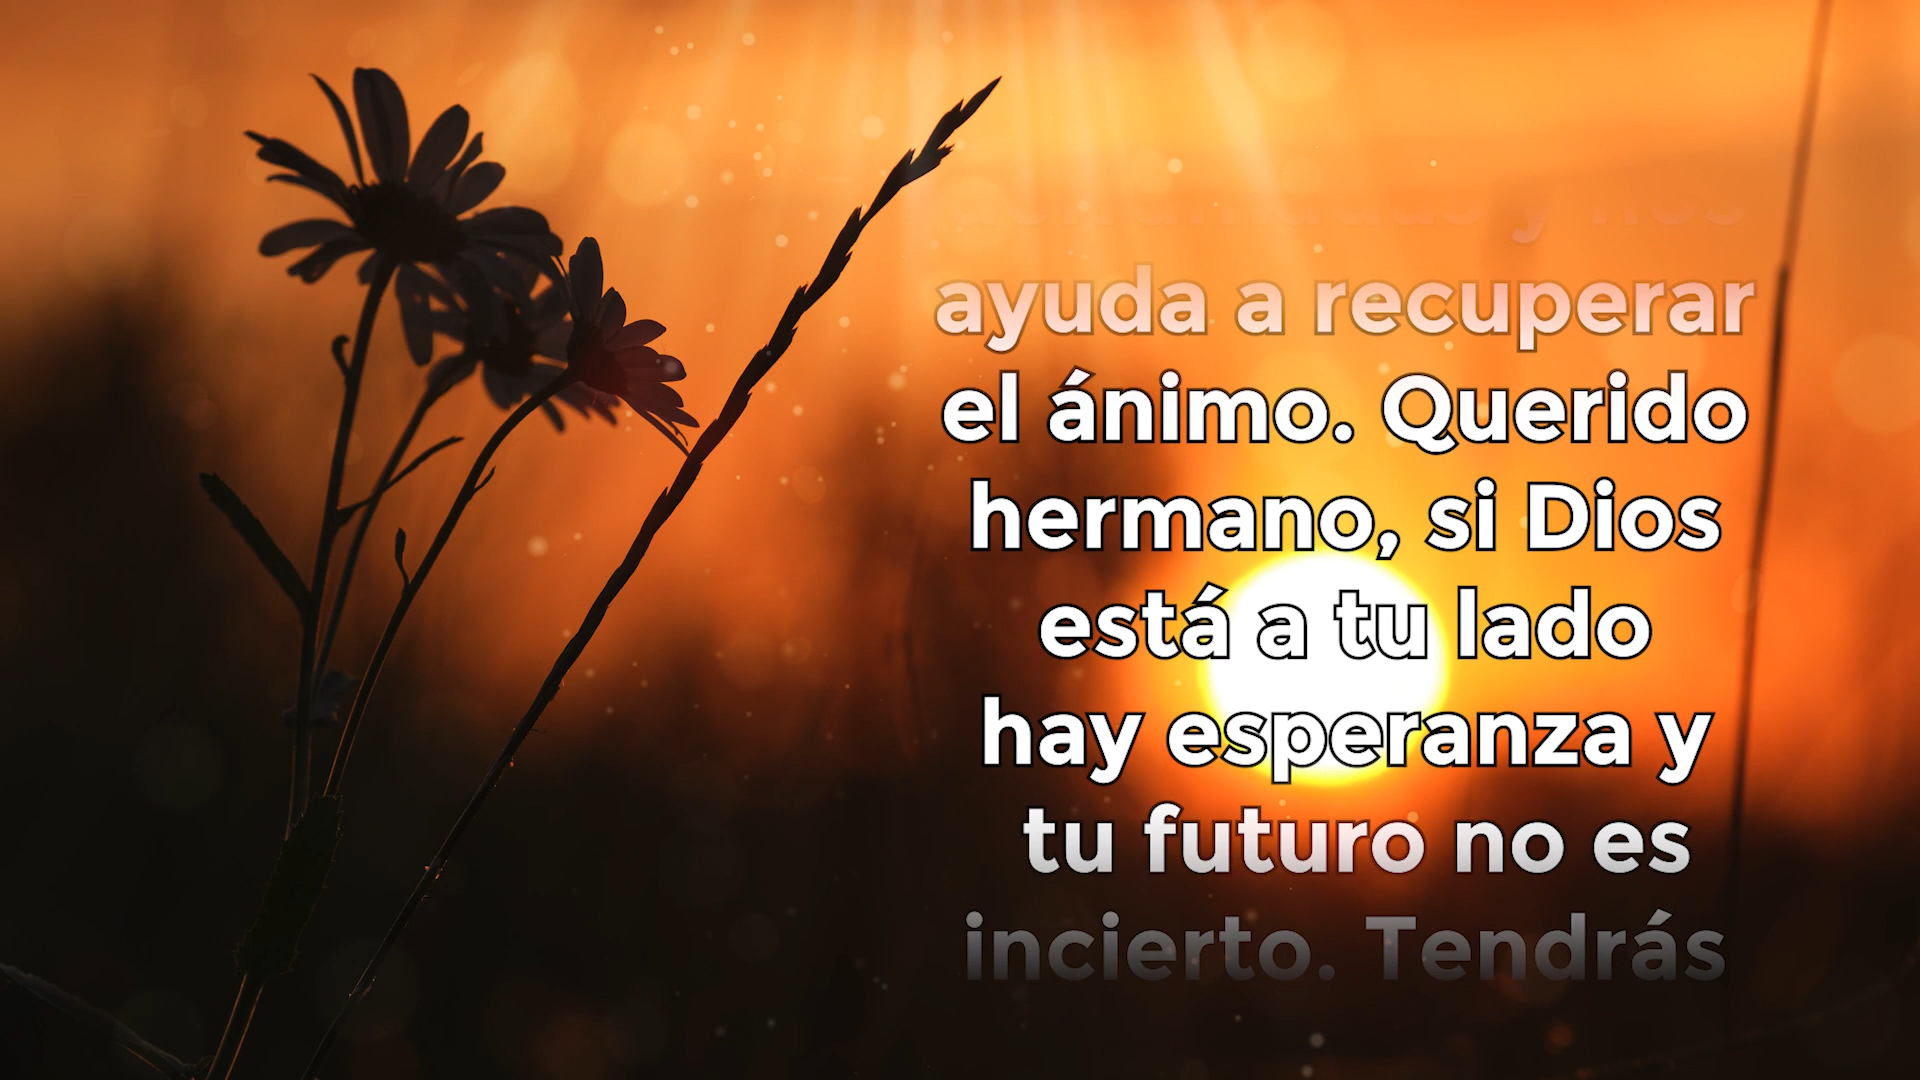 ayuda a recuperar
el ánimo. Querido
hermano, si Dios
está a tu lado
hay esperanza y
tu futuro no es
incierto. Tendrás